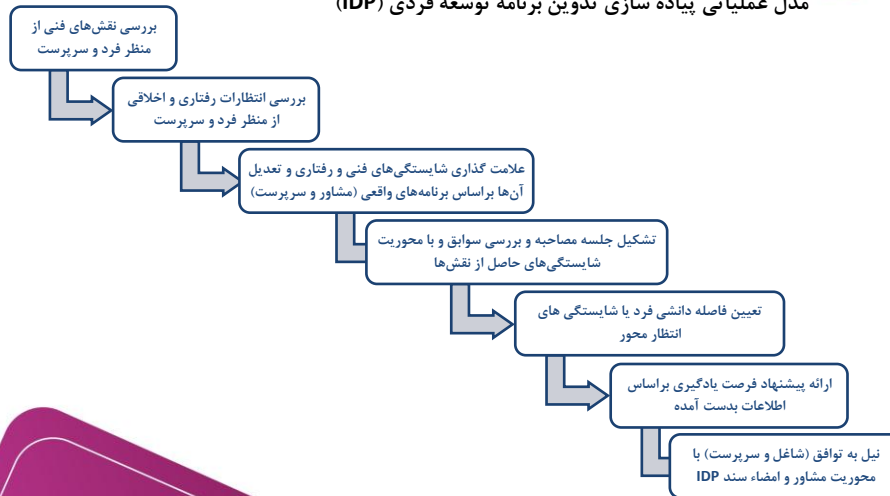 مدل عملیاتی پیاده سازی تدوین برنامه توسعه فردی (IDP)
بررسی نقش‌های فنی از
منظر فرد و سرپرست
بررسی انتظارات رفتاری و اخلاقی
از منظر فرد و سرپرست
علامت گذاری شایستگی‌های فنی و رفتاری و تعدیل
آن‌ها براساس برنامه‌های واقعی (مشاور و سرپرست)
تشکیل جلسه مصاحبه و بررسی سوابق و با محوریت
شایستگی‌های حاصل از نقش‌ها
تعیین فاصله دانشی فرد با شایستگی های
انتظار محور
ارائه پیشنهاد فرصت یادگیری براساس
اطلاعات بدست آمده
نیل به توافق (شاغل و سرپرست) با
محوریت مشاور و امضاء سند IDP